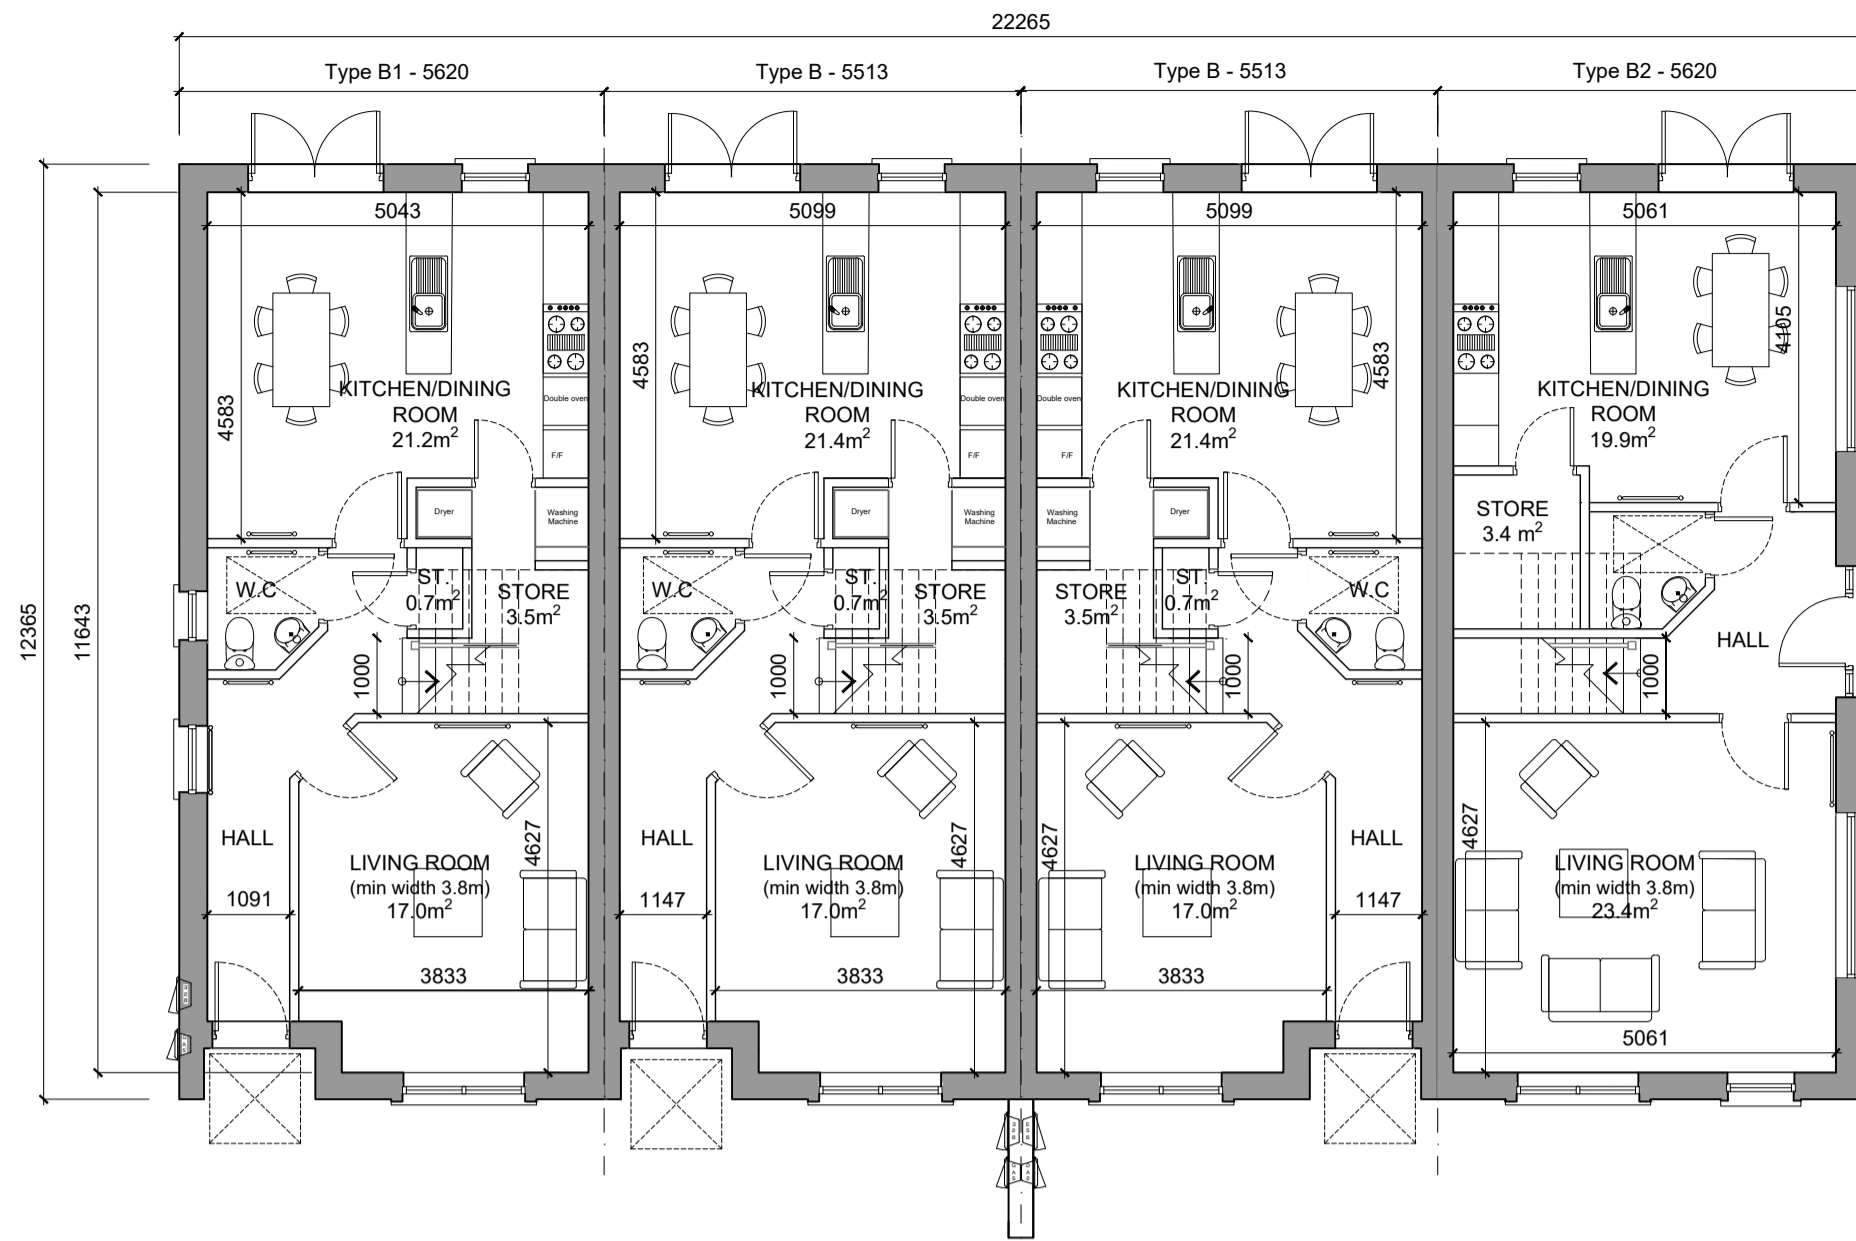 22265
Type B1 - 5620
Type B - 5513
Type B - 5513
Type B2 - 5620
12365
11643
5043
5099
5099
5061
4583
4583
4583
4105
KITCHEN/DINING
ROOM
21.2m²
KITCHEN/DINING
ROOM
21.4m²
KITCHEN/DINING
ROOM
21.4m²
KITCHEN/DINING
ROOM
19.9m²
Double oven
F/F
Double oven
F/F
Double oven
F/F
Dryer
Washing
Machine
Dryer
Washing
Machine
Washing
Machine
Dryer
STORE
3.4 m²
W.C
ST.
0.7m²
STORE
3.5m²
W.C
ST.
0.7m²
STORE
3.5m²
STORE
3.5m²
ST.
0.7m²
W.C
HALL
1000
1000
1000
1000
HALL
HALL
HALL
4627
4627
4627
4627
LIVING ROOM
(min width 3.8m)
17.0m²
LIVING ROOM
(min width 3.8m)
17.0m²
LIVING ROOM
(min width 3.8m)
17.0m²
LIVING ROOM
(min width 3.8m)
23.4m²
1091
1147
1147
3833
3833
3833
5061